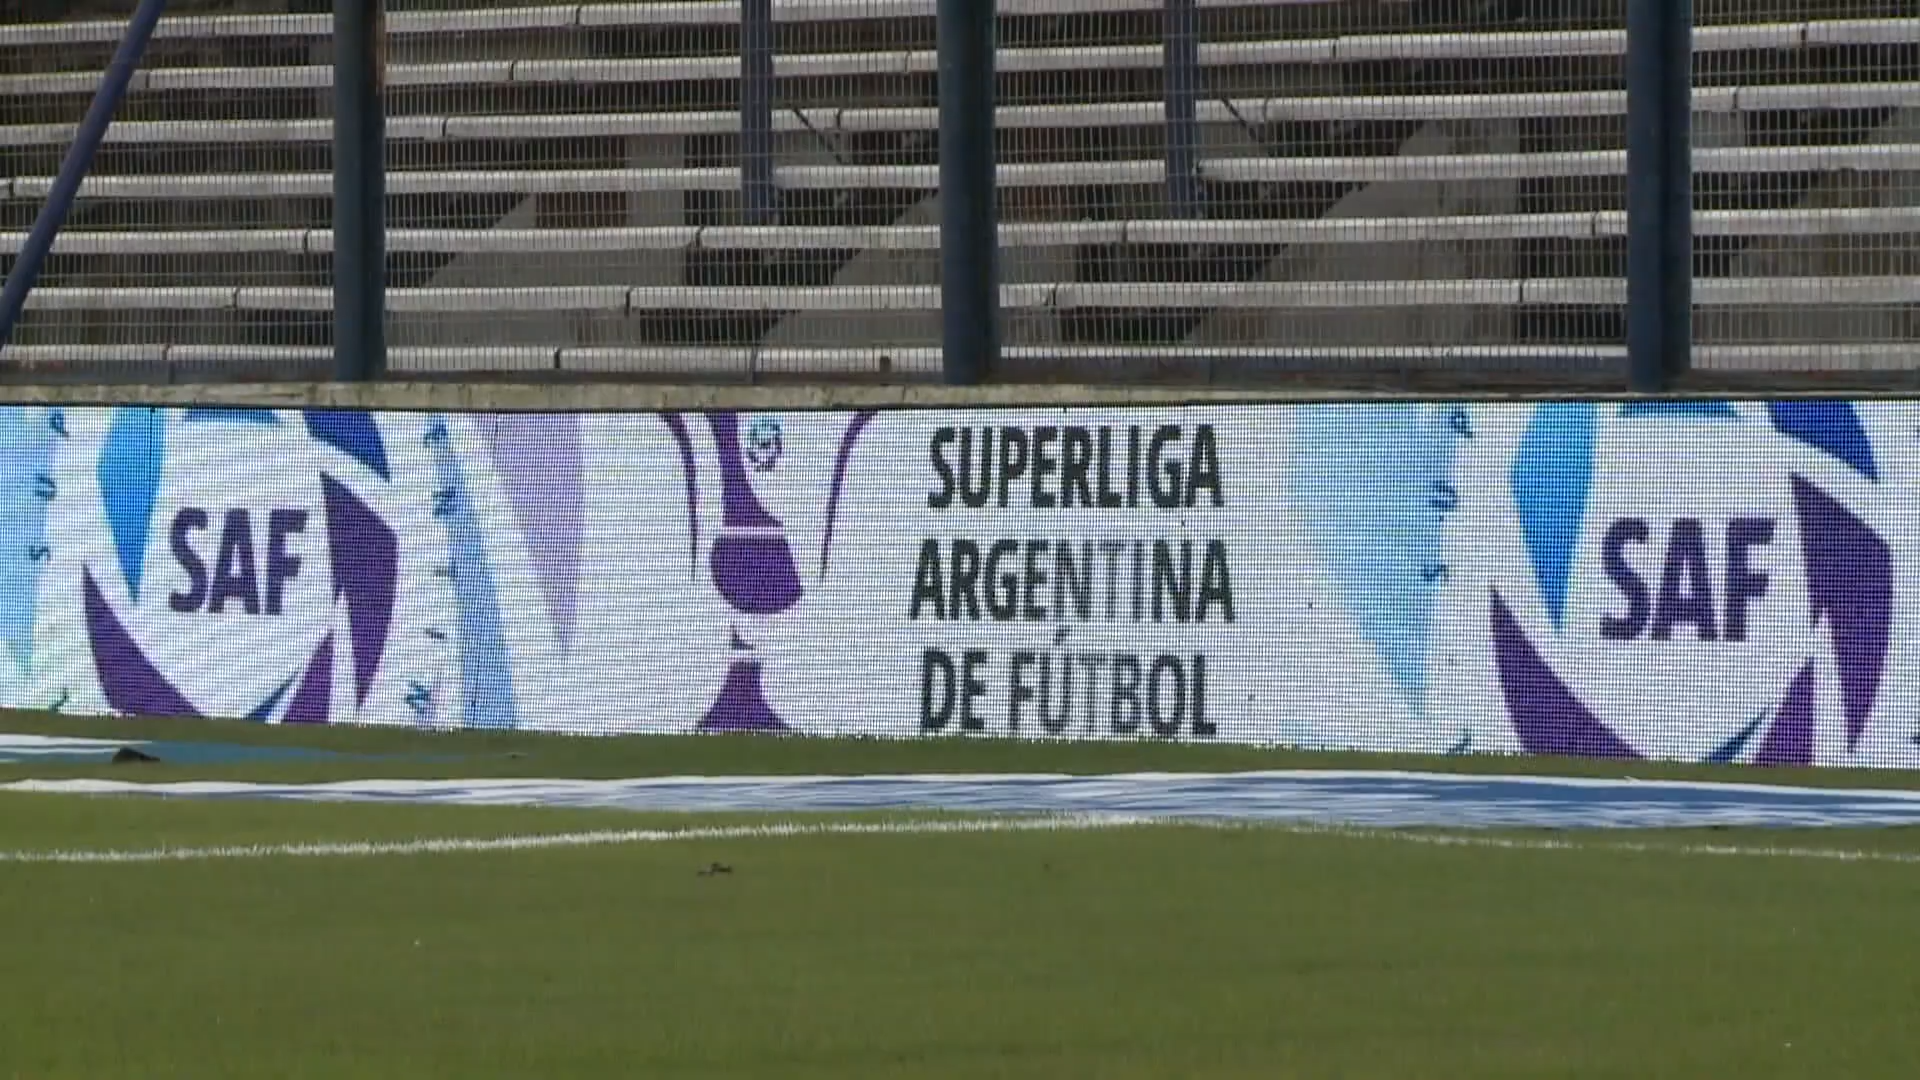 SAF
SUPERLIGA
ARGENTINA
DE FÚTBOL
SAF